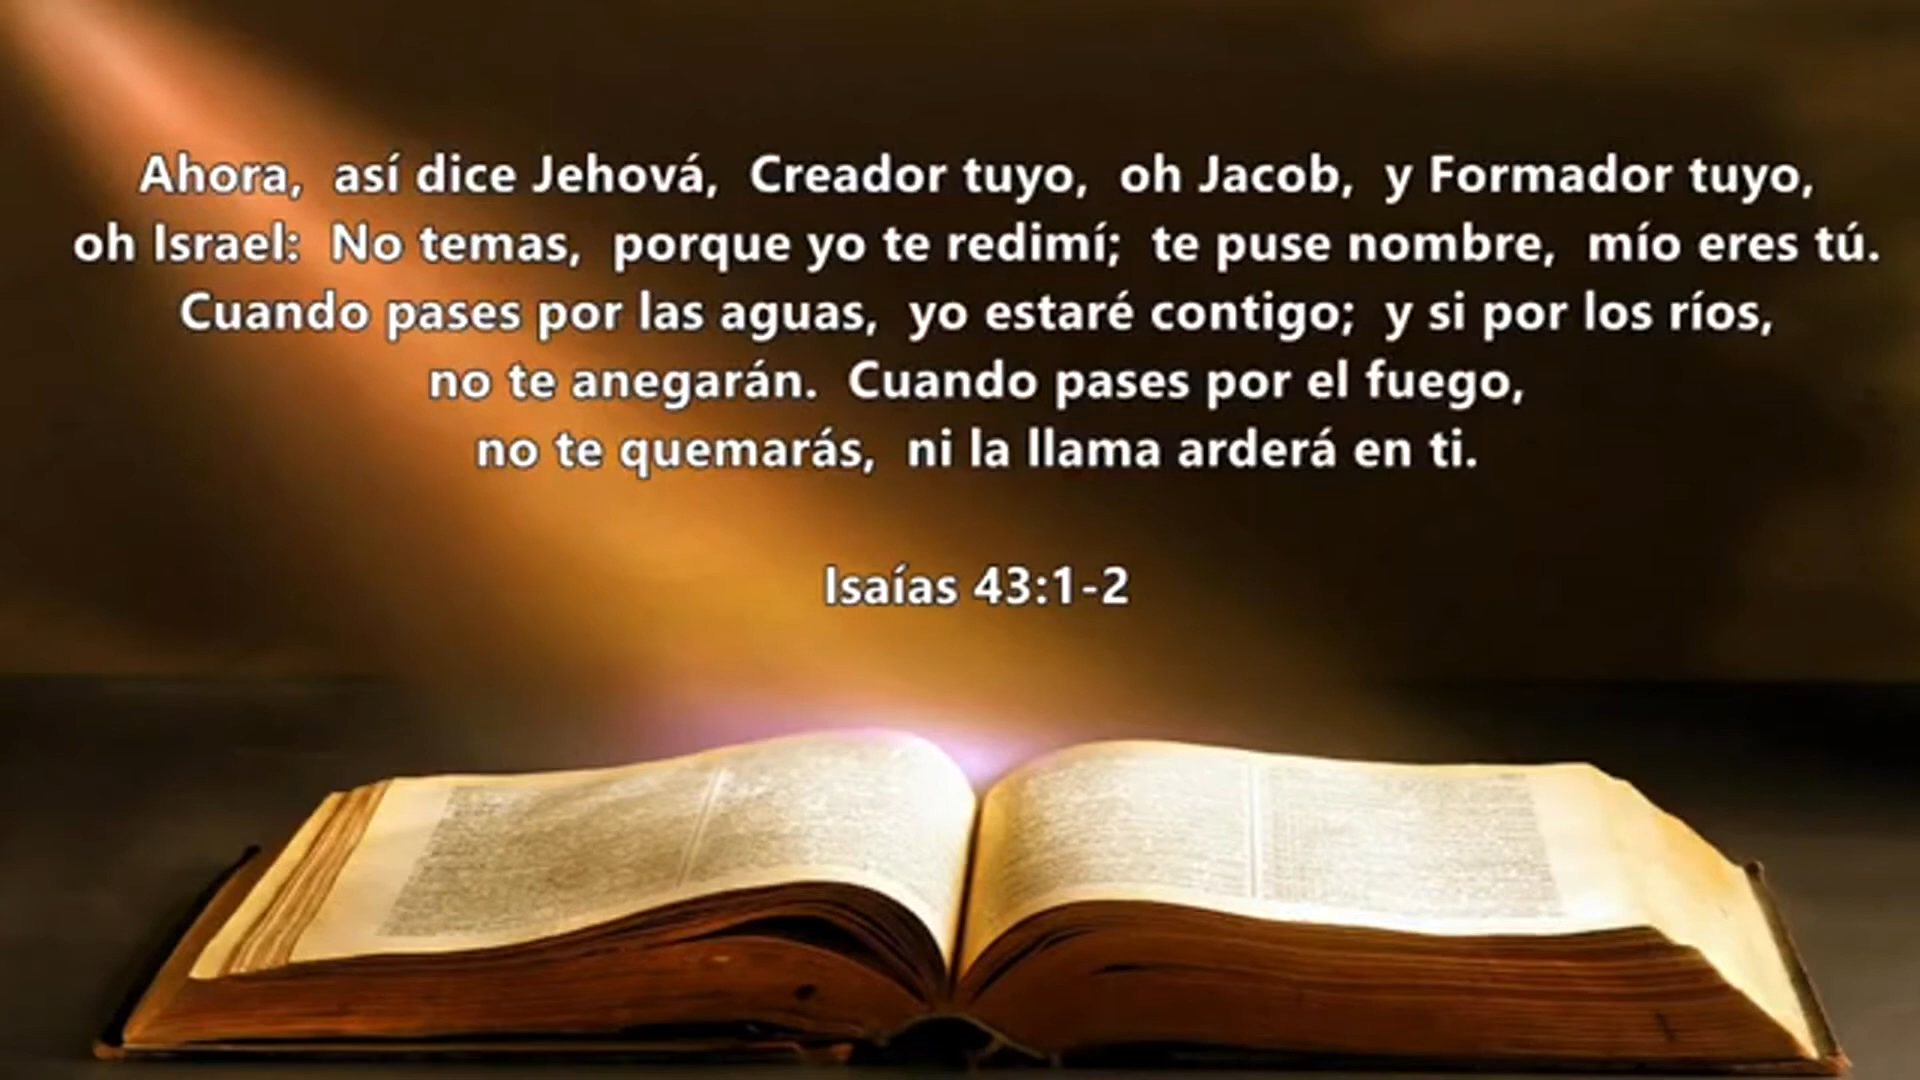 Ahora, así dice Jehová, Creador tuyo, oh Jacob, y Formador tuyo,
oh Israel: No temas, porque yo te redimí; te puse nombre, mío eres tú.
Cuando pases por las aguas, yo estaré contigo; y si por los ríos,
no te anegarán. Cuando pases por el fuego,
no te quemarás, ni la llama arderá en ti.
Isaías 43:1-2